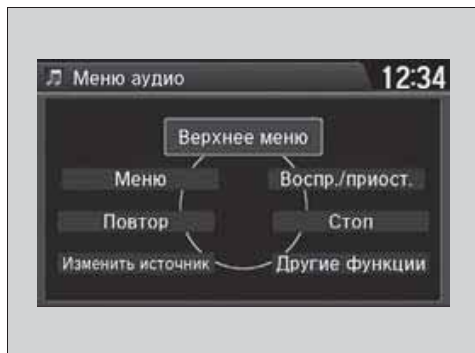 Меню аудио 12:34
Верхнее меню
Меню Воспр./приост.
Повтор Стоп
Изменить источник Другие функции